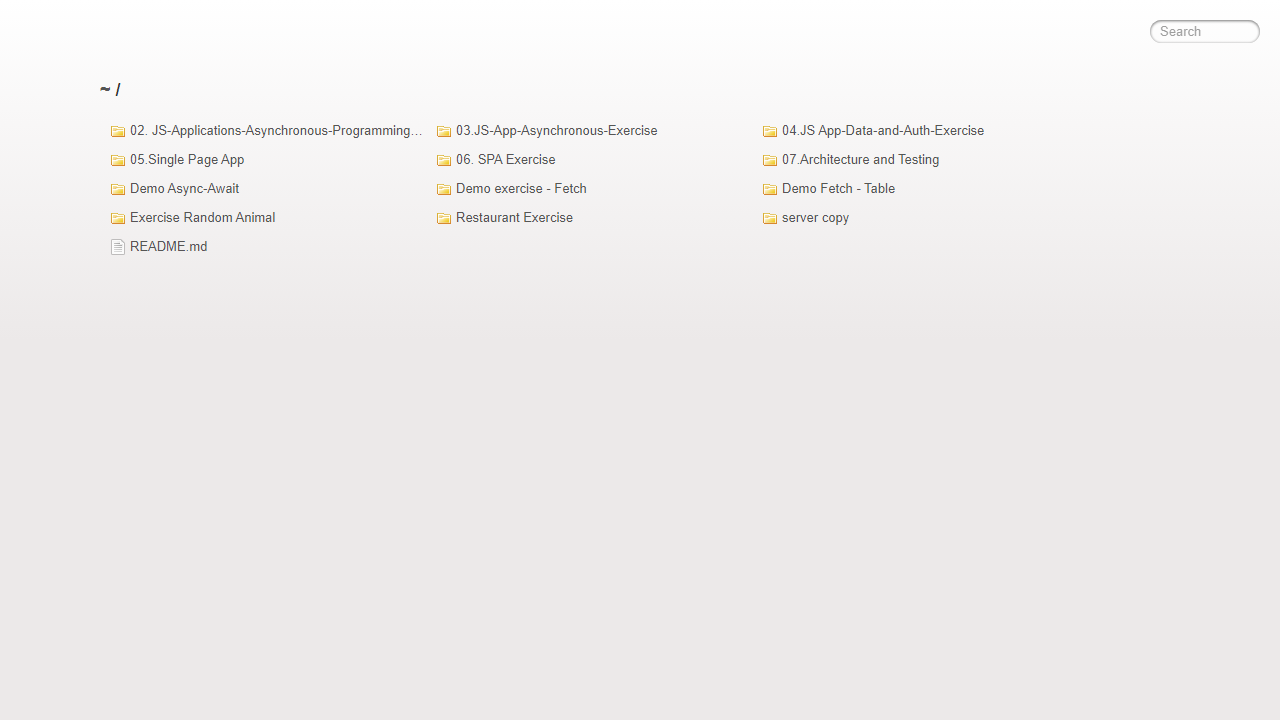 Search
~ /
02. JS-Applications-Asynchronous-Programming…
03.JS-App-Asynchronous-Exercise
04.JS App-Data-and-Auth-Exercise
05.Single Page App
06. SPA Exercise
07.Architecture and Testing
Demo Async-Await
Demo exercise - Fetch
Demo Fetch - Table
Exercise Random Animal
Restaurant Exercise
server copy
README.md